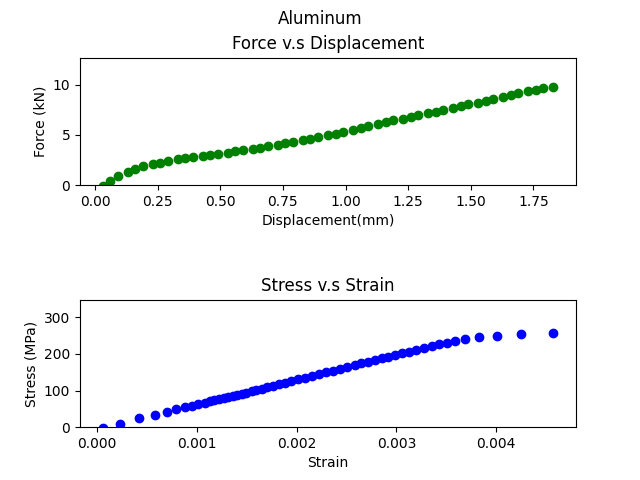 Aluminum
Force v.s Displacement
Force (kN)
10
5
0
0.00 0.25 0.50 0.75 1.00 1.25 1.50 1.75
Displacement(mm)
Stress v.s Strain
Stress (MPa)
300
200
100
0
0.000 0.001 0.002 0.003 0.004
Strain